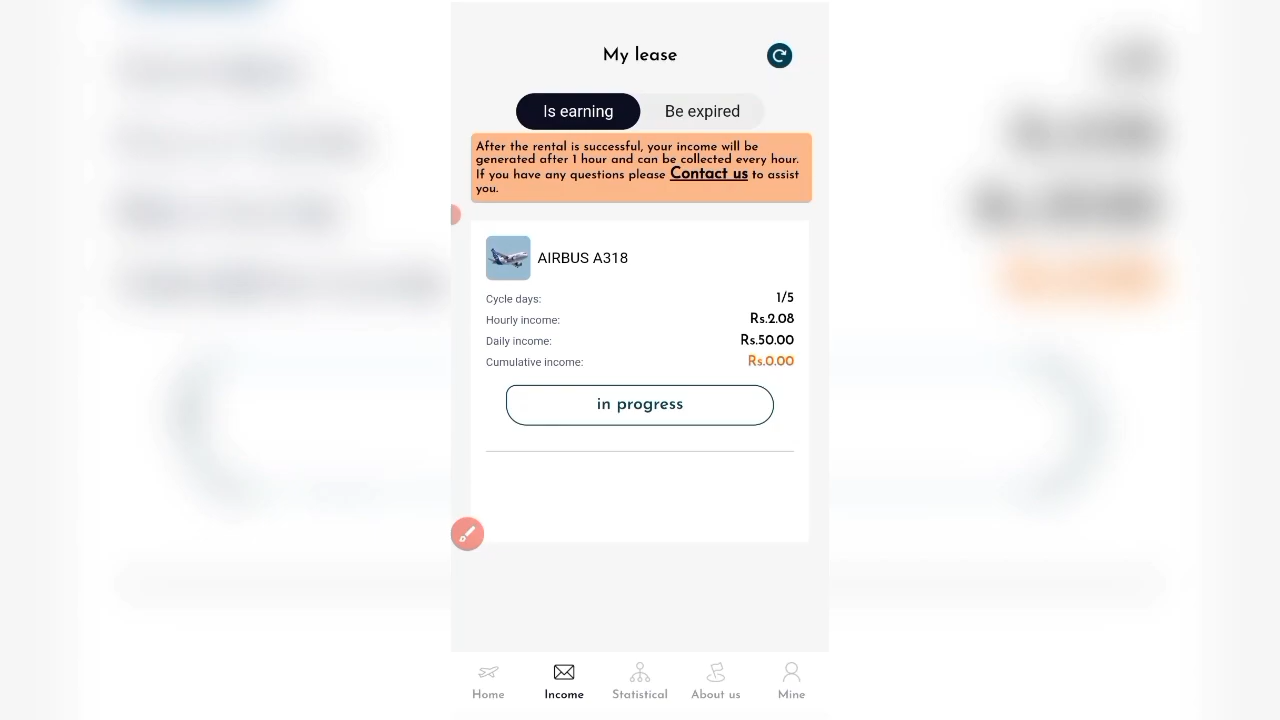 My lease
Is earning
Be expired
After the rental is successful, your income will be
generated after 1 hour and can be collected every hour.
If you have any questions please Contact us to assist
you.
AIRBUS A318
Cycle days: 1/5
Hourly income: Rs.2.08
Daily income: Rs.50.00
Cumulative income: Rs.0.00
in progress
Home
Income
Statistical
About us
Mine